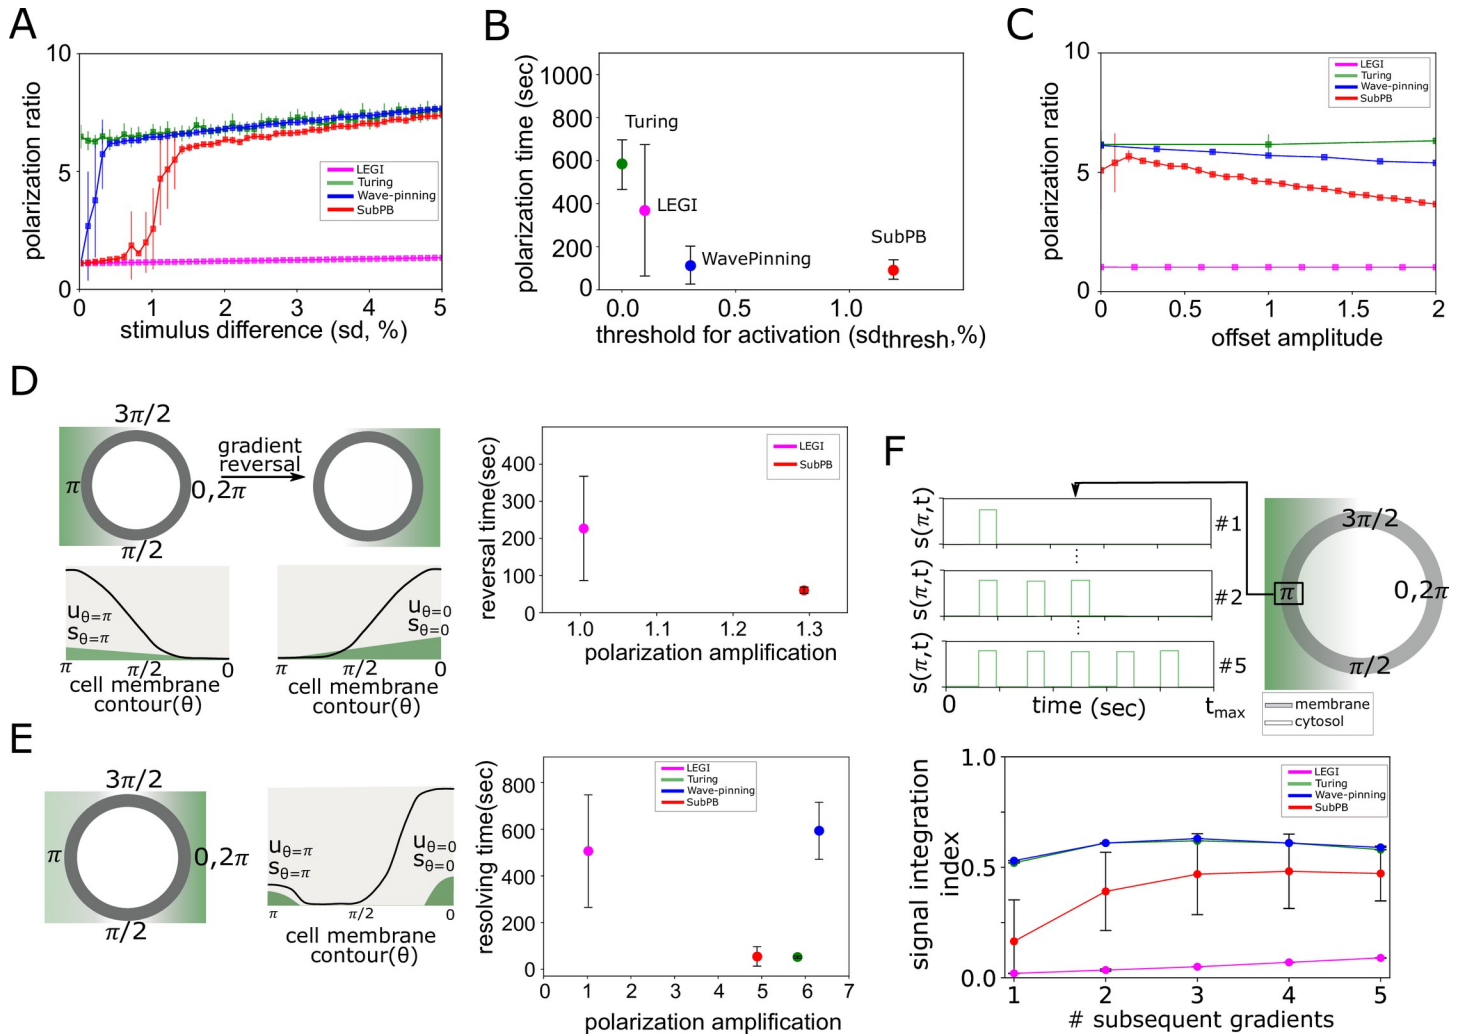 A
10
5
0
polarization ratio
LEGI
Turing
Wave-pinning
SubPB
0 1 2 3 4 5
stimulus difference (sd, %)
B
polarization time (sec)
1000
800
600
400
200
0
Turing
LEGI
WavePinning
SubPB
0.0 0.5 1.0
threshold for activation (sdthresh,%)
C
10
5
0
polarization ratio
LEGI
Turing
Wave-pinning
SubPB
0 0.5 1 1.5 2
offset amplitude
D
3π/2
π
0,2π
π/2
gradient
reversal
uθ=π
sθ=π
π π/2 0
cell membrane
contour(θ)
uθ=0
sθ=0
π π/2 0
cell membrane
contour(θ)
reversal time(sec)
400
300
200
100
0
LEGI
SubPB
1.0 1.1 1.2 1.3
polarization amplification
E
3π/2
π
0,2π
π/2
uθ=π
sθ=π
uθ=0
sθ=0
π π/2 0
cell membrane
contour(θ)
resolving time(sec)
800
600
400
200
0
LEGI
Turing
Wave-pinning
SubPB
0 1 2 3 4 5 6 7
polarization amplification
F
s(π,t)
#1
⋮
s(π,t)
#2
⋮
s(π,t)
#5
0 time (sec) tmax
3π/2
π
0,2π
π/2
membrane
cytosol
signal integration
index
1.0
0.5
0.0
LEGI
Turing
Wave-pinning
SubPB
1 2 3 4 5
# subsequent gradients